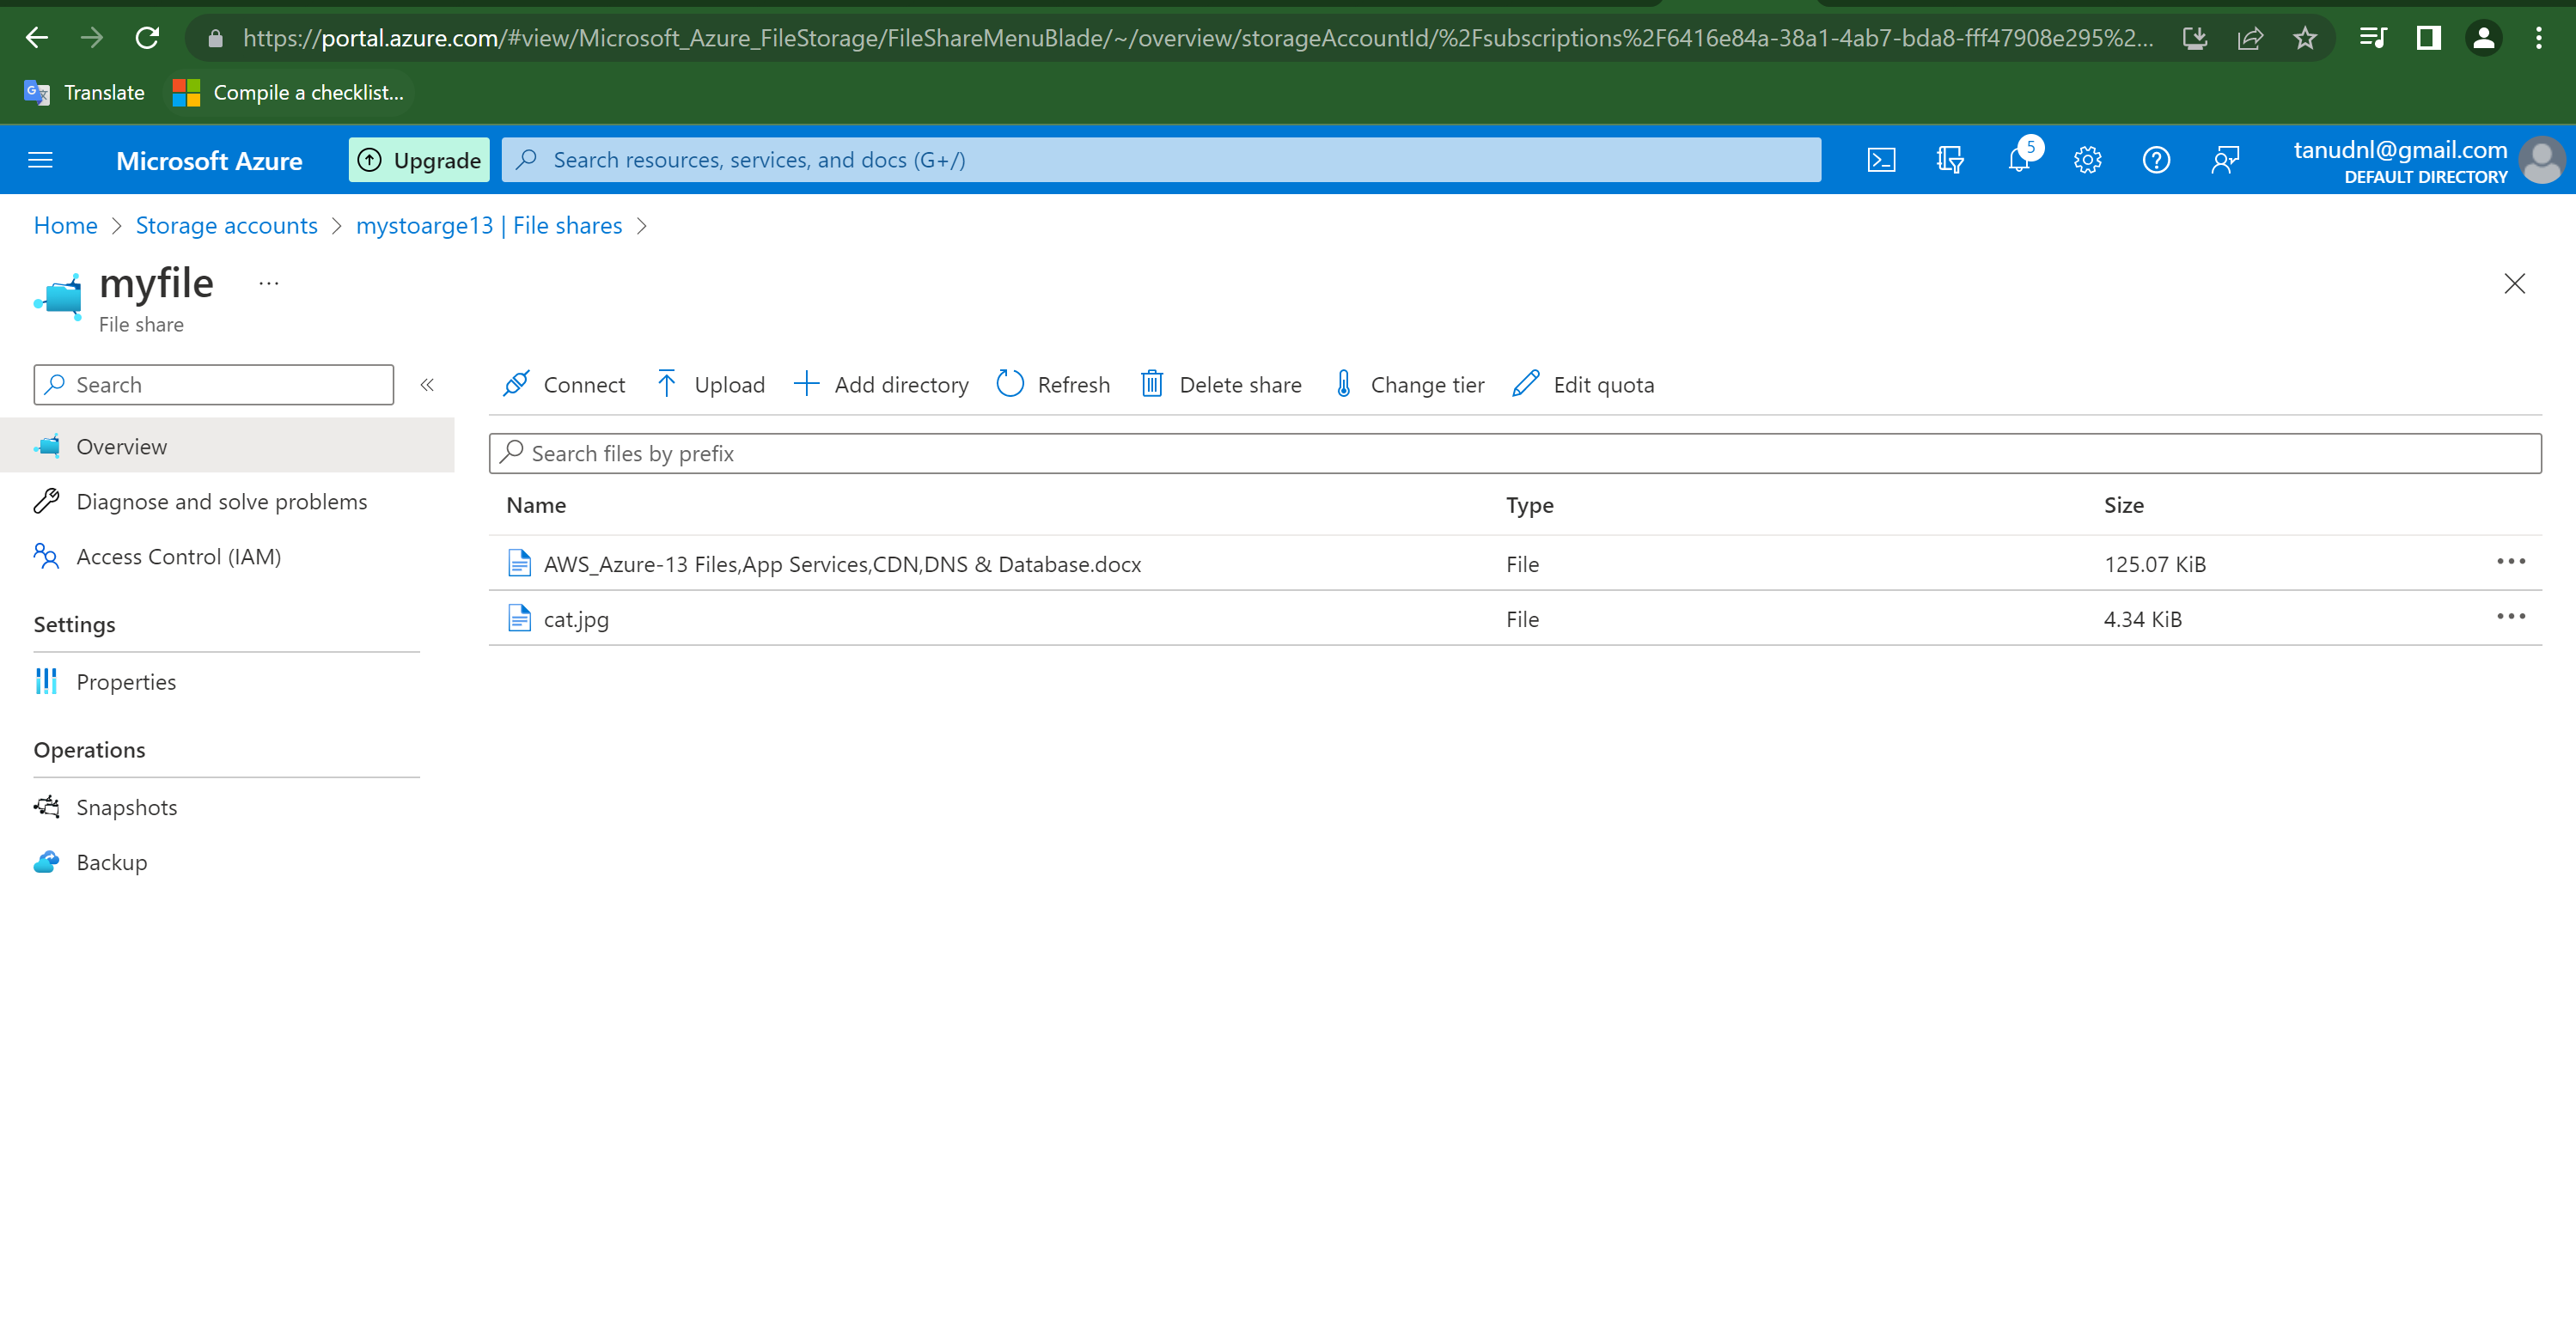 https://portal.azure.com/#view/Microsoft_Azure_FileStorage/FileShareMenuBlade/~/overview/storageAccountId/%2Fsubscriptions%2F6416e84a-38a1-4ab7-bda8-fff47908e295%2...
Translate
Compile a checklist...
Microsoft Azure
Upgrade
Search resources, services, and docs (G+/)
5
tanudnl@gmail.com
DEFAULT DIRECTORY
Home > Storage accounts > mystoarge13 | File shares >
myfile ...
File share
Search
«
Connect Upload Add directory Refresh Delete share Change tier Edit quota
Overview
Diagnose and solve problems
Access Control (IAM)
Settings
Properties
Operations
Snapshots
Backup
Search files by prefix
Name Type Size
AWS_Azure-13 Files,App Services,CDN,DNS & Database.docx File 125.07 KiB
cat.jpg File 4.34 KiB